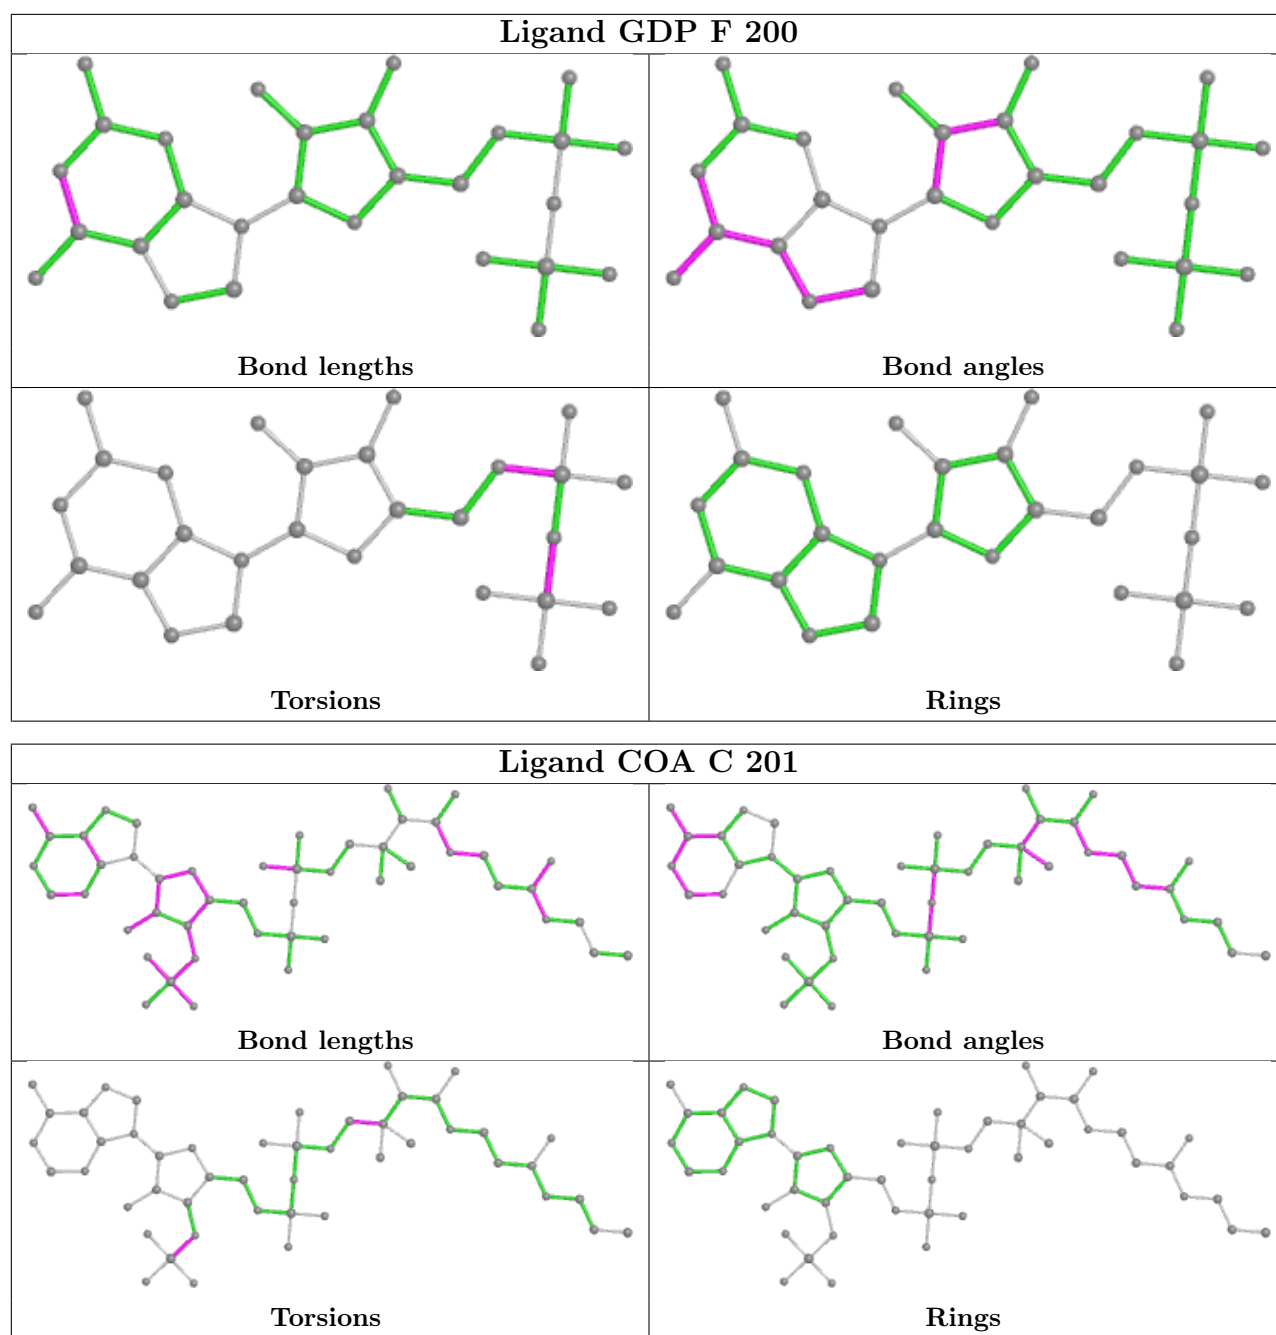 Ligand GDP F 200
Bond lengths
Bond angles
Torsions
Rings
Ligand COA C 201
Bond lengths
Bond angles
Torsions
Rings